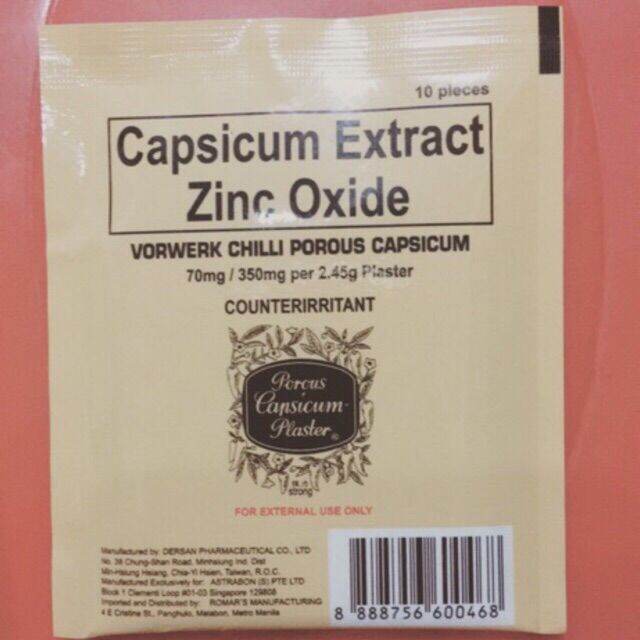 10 pieces
Capsicum Extract
Zinc Oxide
VORWERK CHILLI POROUS CAPSICUM
70mg / 350mg per 2.45g Plaster
COUNTERIRRITANT
Porous
Capsicum
Plaster®
strong
FOR EXTERNAL USE ONLY
Manufactured by: DERSAN PHARMACEUTICAL CO., LTD
No. 38 Chung-Shan Road, Minhsiung Ind. Dist
Min-Hsiung Hsiang, Chia-Yi Hsien, Taiwan, R.O.C.
Manufactured Exclusively for: ASTRABON (S) PTE LTD
Block 1 Clementi Loop #01-03 Singapore 129808
Imported and Distributed by: ROMAR'S MANUFACTURING
4 E Cristina St., Panghulo, Malabon, Metro Manila
8 888756 600468